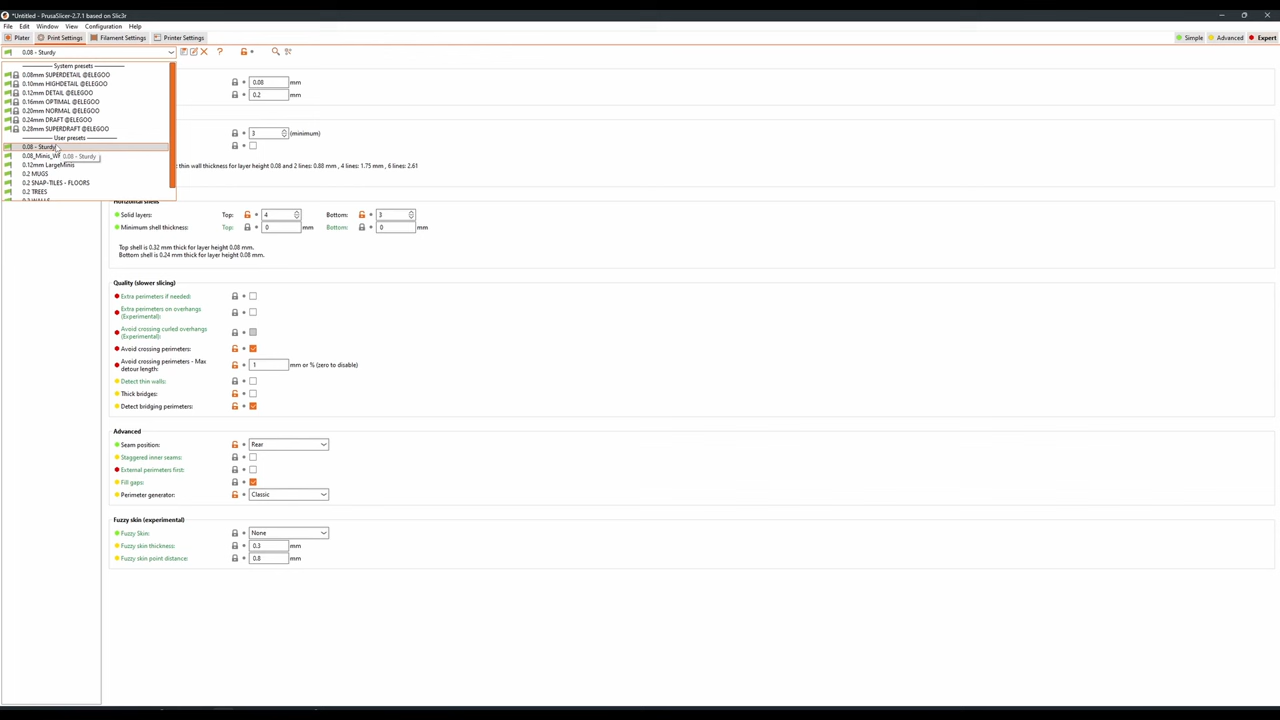 *Untitled - PrusaSlicer-2.7.1 based on Slic3r
File Edit Window View Configuration Help
Plater Print Settings Filament Settings Printer Settings Simple Advanced Expert
0.08 - Sturdy
System presets
0.08mm SUPERDETAIL @ELEGOO
0.10mm HIGHDETAIL @ELEGOO
0.12mm DETAIL @ELEGOO
0.16mm OPTIMAL @ELEGOO
0.20mm NORMAL @ELEGOO
0.24mm DRAFT @ELEGOO
0.28mm SUPERDRAFT @ELEGOO
User presets
0.08 - Sturdy
0.08_Minis_
0.08 - Sturdy
0.12mm LargeMinis
0.2 MUGS
0.2 SNAP-TILES - FLOORS
0.2 TREES
0.08 mm
0.2 mm
3 (minimum)
thin wall thickness for layer height 0.08 and 2 lines: 0.88 mm , 4 lines: 1.75 mm , 6 lines: 2.61
Horizontal shells
Solid layers: Top: 4 Bottom: 3
Minimum shell thickness: Top: 0 mm Bottom: 0 mm
Top shell is 0.32 mm thick for layer height 0.08 mm.
Bottom shell is 0.24 mm thick for layer height 0.08 mm.
Quality (slower slicing)
Extra perimeters if needed:
Extra perimeters on overhangs
(Experimental):
Avoid crossing curled overhangs
(Experimental):
Avoid crossing perimeters:
Avoid crossing perimeters - Max
detour length: 1 mm or % (zero to disable)
Detect thin walls:
Thick bridges:
Detect bridging perimeters:
Advanced
Seam position: Rear
Staggered inner seams:
External perimeters first:
Fill gaps:
Perimeter generator: Classic
Fuzzy skin (experimental)
Fuzzy Skin: None
Fuzzy skin thickness: 0.3 mm
Fuzzy skin point distance: 0.8 mm